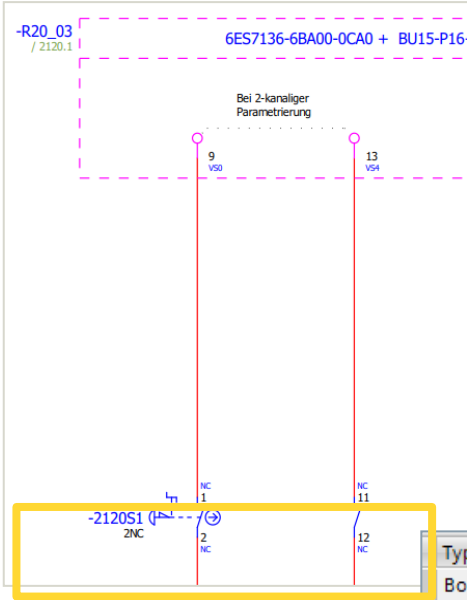 -R20_03
/ 2120.1
6ES7136-6BA00-0CA0 + BU15-P16-
Bei 2-kanaliger
Parametrierung
9
VS0
13
VS4
NC
1
NC
11
-2120S1
2NC
2
NC
12
NC
Typ
Bo